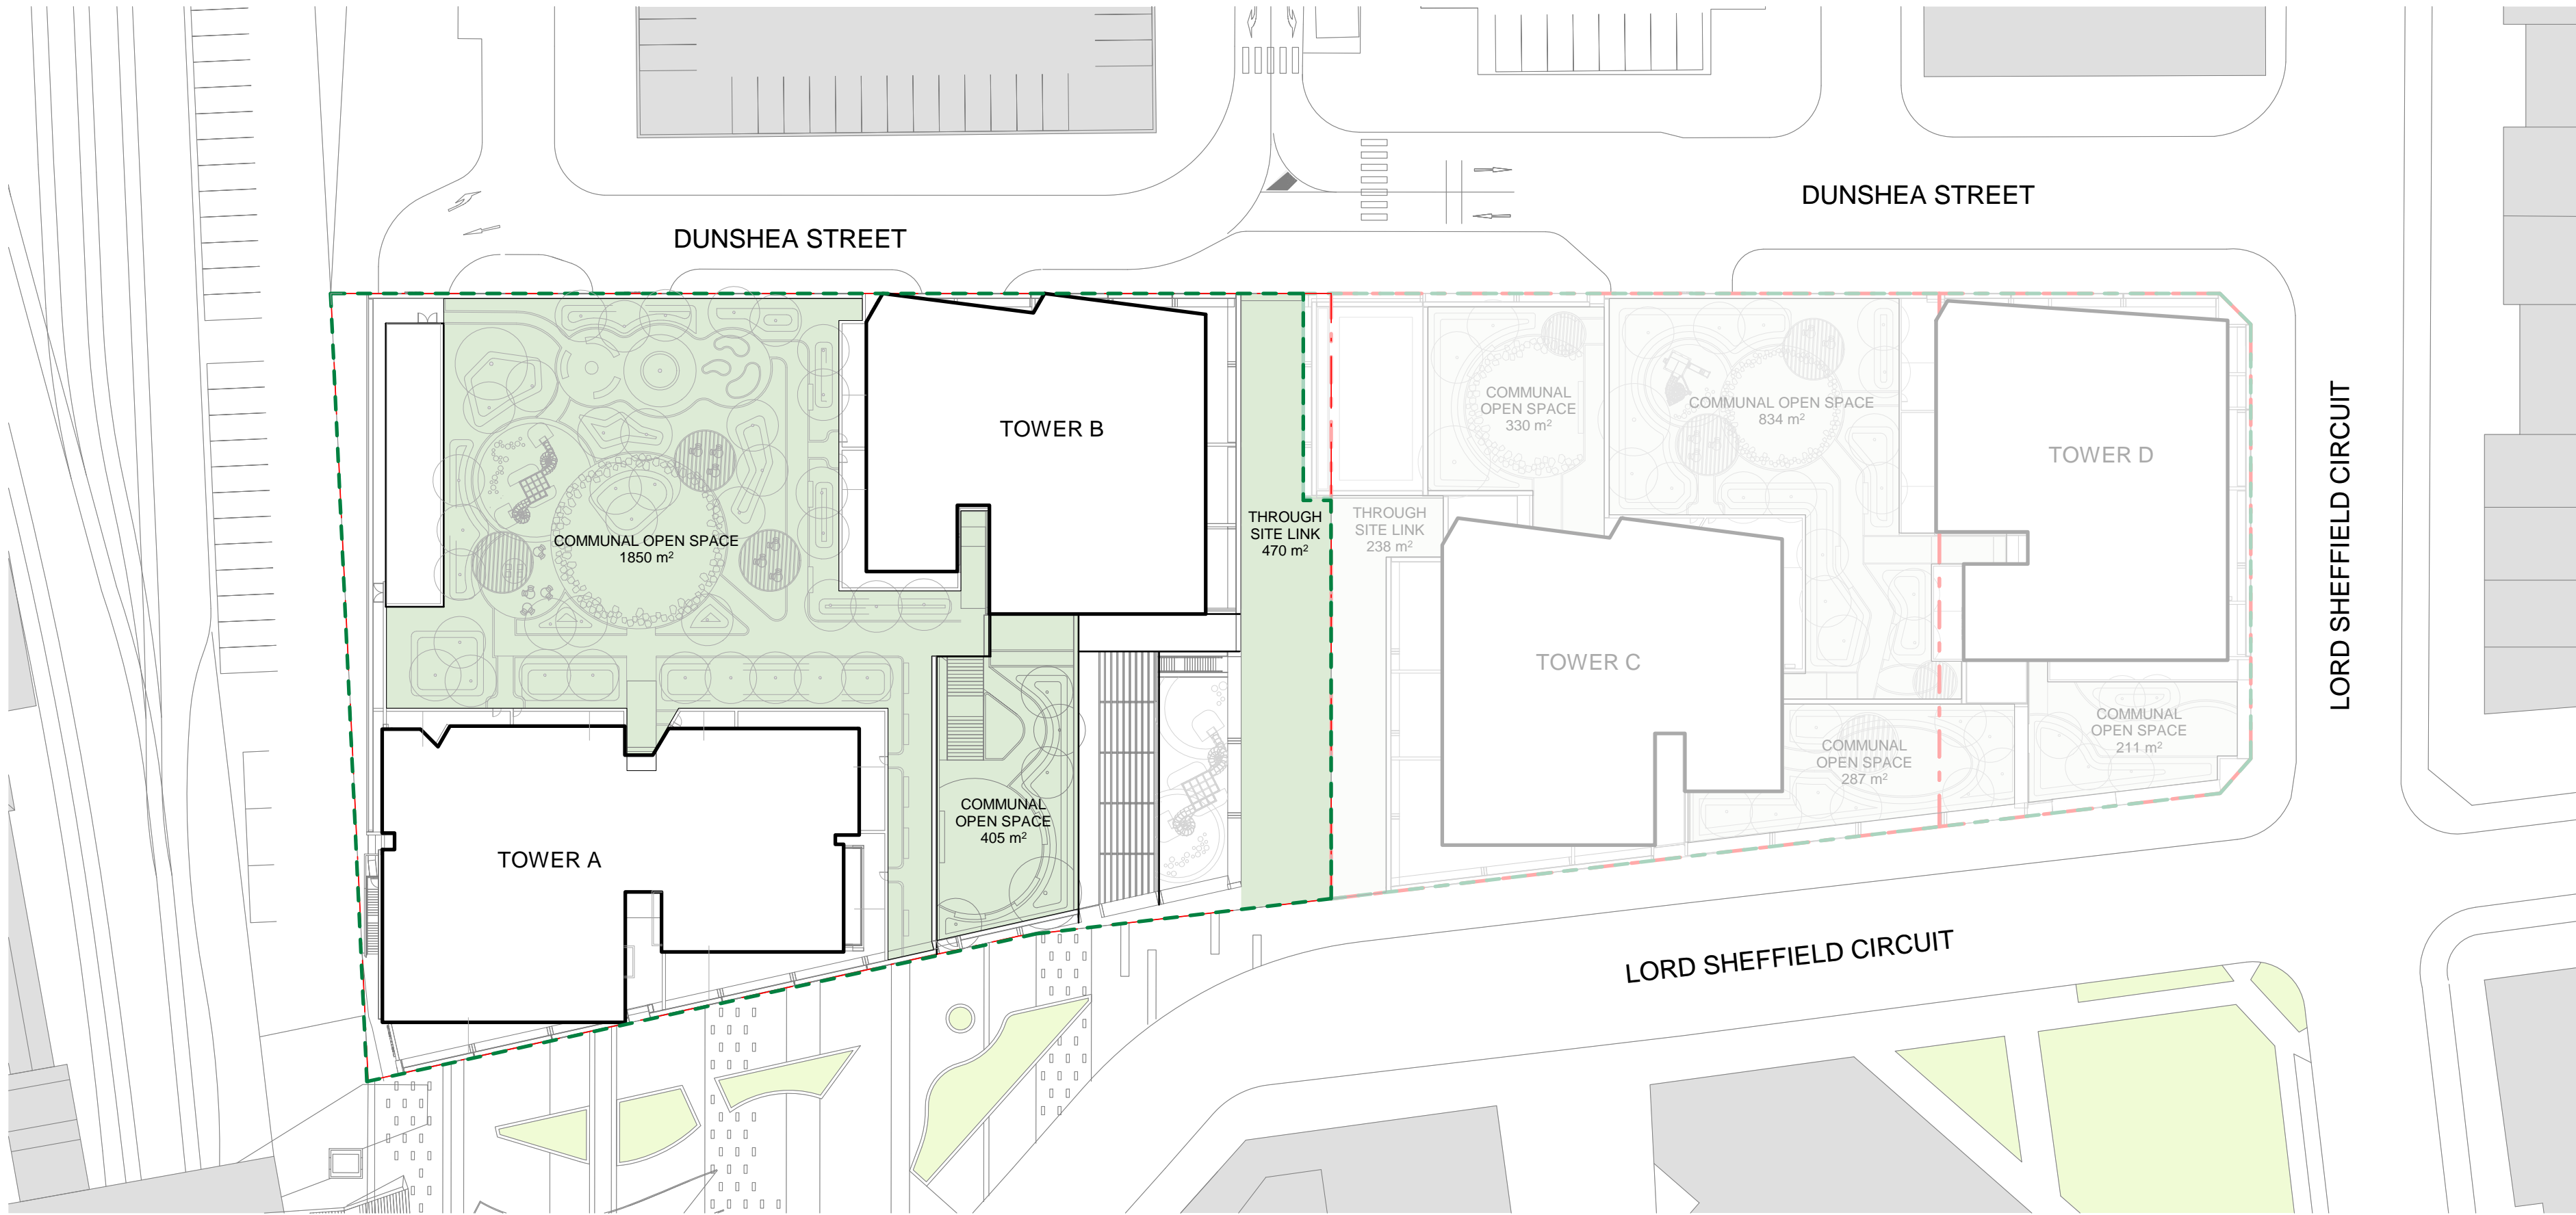 DUNSHEA STREET
DUNSHEA STREET
COMMUNAL
OPEN SPACE
330 m²
COMMUNAL OPEN SPACE
834 m²
TOWER B
TOWER D
LORD SHEFFIELD CIRCUIT
COMMUNAL OPEN SPACE
1850 m²
THROUGH
SITE LINK
470 m²
THROUGH
SITE LINK
238 m²
TOWER C
COMMUNAL
OPEN SPACE
211 m²
COMMUNAL
OPEN SPACE
287 m²
COMMUNAL
OPEN SPACE
405 m²
TOWER A
LORD SHEFFIELD CIRCUIT